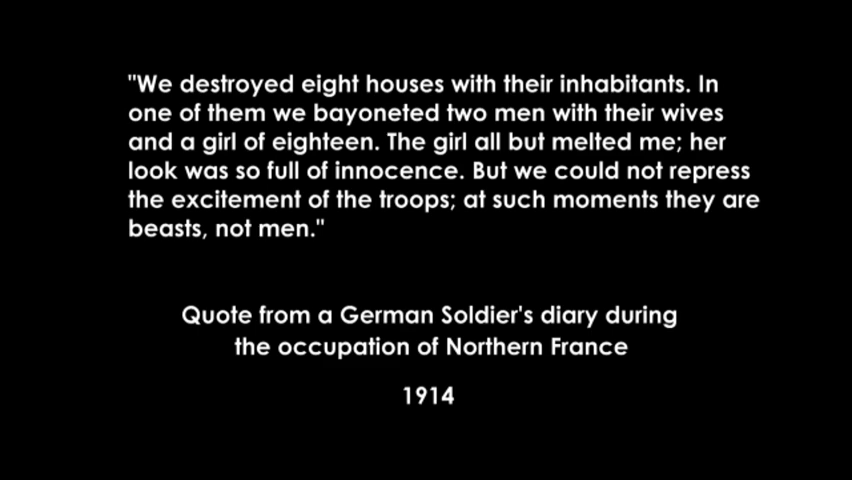 "We destroyed eight houses with their inhabitants. In
one of them we bayoneted two men with their wives
and a girl of eighteen. The girl all but melted me; her
look was so full of innocence. But we could not repress
the excitement of the troops; at such moments they are
beasts, not men."
Quote from a German Soldier's diary during
the occupation of Northern France
1914